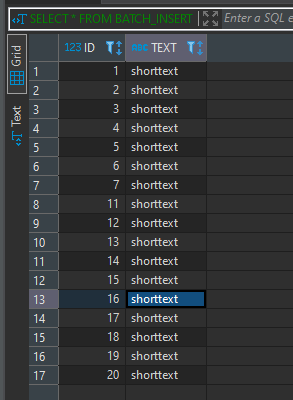 SELECT * FROM BATCH_INSERT Enter a SQL e
Grid
Text
123 ID TEXT
1 1 shorttext
2 2 shorttext
3 3 shorttext
4 4 shorttext
5 5 shorttext
6 6 shorttext
7 7 shorttext
8 11 shorttext
9 12 shorttext
10 13 shorttext
11 14 shorttext
12 15 shorttext
13 16 shorttext
14 17 shorttext
15 18 shorttext
16 19 shorttext
17 20 shorttext